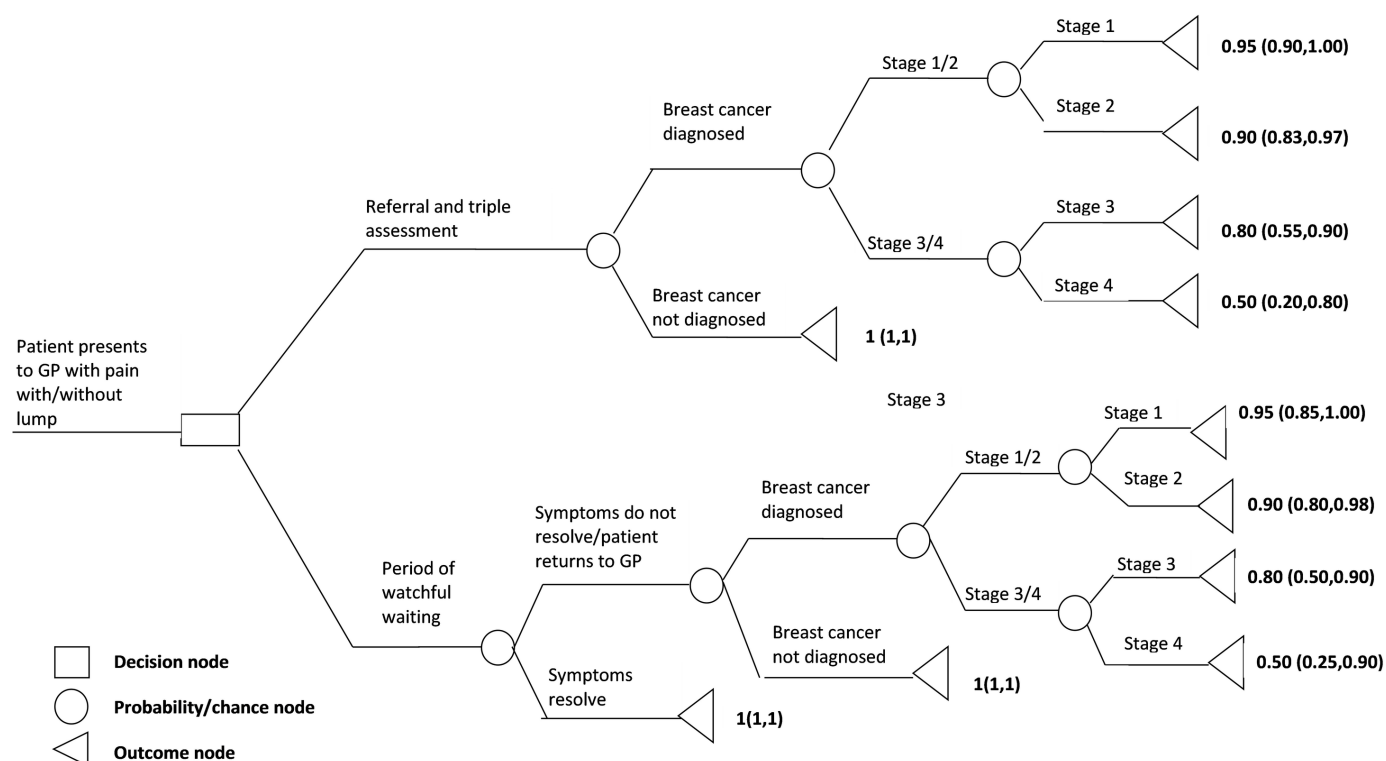 Stage 1
0.95 (0.90,1.00)
Stage 1/2
Stage 2
0.90 (0.83,0.97)
Breast cancer
diagnosed
Referral and triple
assessment
Stage 3
0.80 (0.55,0.90)
Stage 3/4
Stage 4
0.50 (0.20,0.80)
Breast cancer
not diagnosed
1 (1,1)
Patient presents
to GP with pain
with/without
lump
Stage 3
Stage 1
0.95 (0.85,1.00)
Stage 1/2
Stage 2
0.90 (0.80,0.98)
Breast cancer
diagnosed
Symptoms do not
resolve/patient
returns to GP
Stage 3
0.80 (0.50,0.90)
Period of
watchful
waiting
Stage 3/4
Stage 4
0.50 (0.25,0.90)
Breast cancer
not diagnosed
1(1,1)
Symptoms
resolve
1(1,1)
Decision node
Probability/chance node
Outcome node